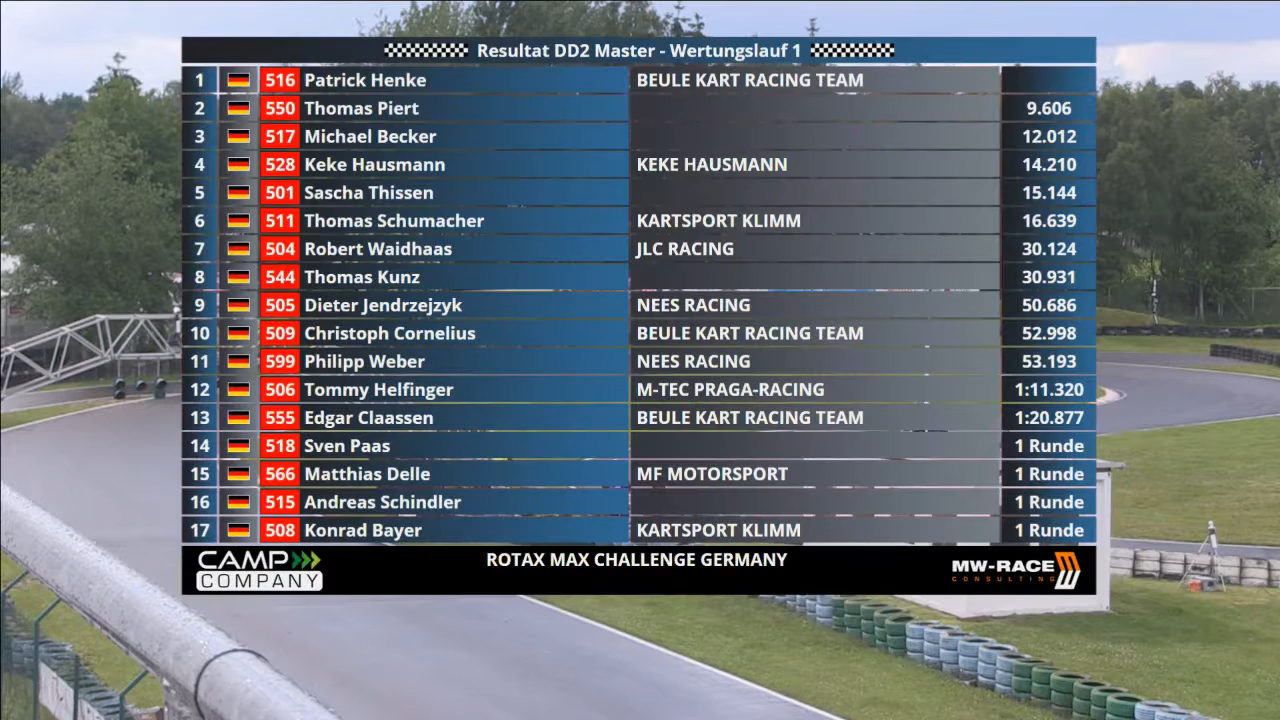 Resultat DD2 Master - Wertungslauf 1
1 516 Patrick Henke BEULE KART RACING TEAM
2 550 Thomas Piert 9.606
3 517 Michael Becker 12.012
4 528 Keke Hausmann KEKE HAUSMANN 14.210
5 501 Sascha Thissen 15.144
6 511 Thomas Schumacher KARTSPORT KLIMM 16.639
7 504 Robert Waidhaas JLC RACING 30.124
8 544 Thomas Kunz 30.931
9 505 Dieter Jendrzejzyk NEES RACING 50.686
10 509 Christoph Cornelius BEULE KART RACING TEAM 52.998
11 599 Philipp Weber NEES RACING 53.193
12 506 Tommy Helfinger M-TEC PRAGA-RACING 1:11.320
13 555 Edgar Claassen BEULE KART RACING TEAM 1:20.877
14 518 Sven Paas 1 Runde
15 566 Matthias Delle MF MOTORSPORT 1 Runde
16 515 Andreas Schindler 1 Runde
17 508 Konrad Bayer KARTSPORT KLIMM 1 Runde
CAMP
COMPANY
ROTAX MAX CHALLENGE GERMANY
MW-RACE
CONSULTING